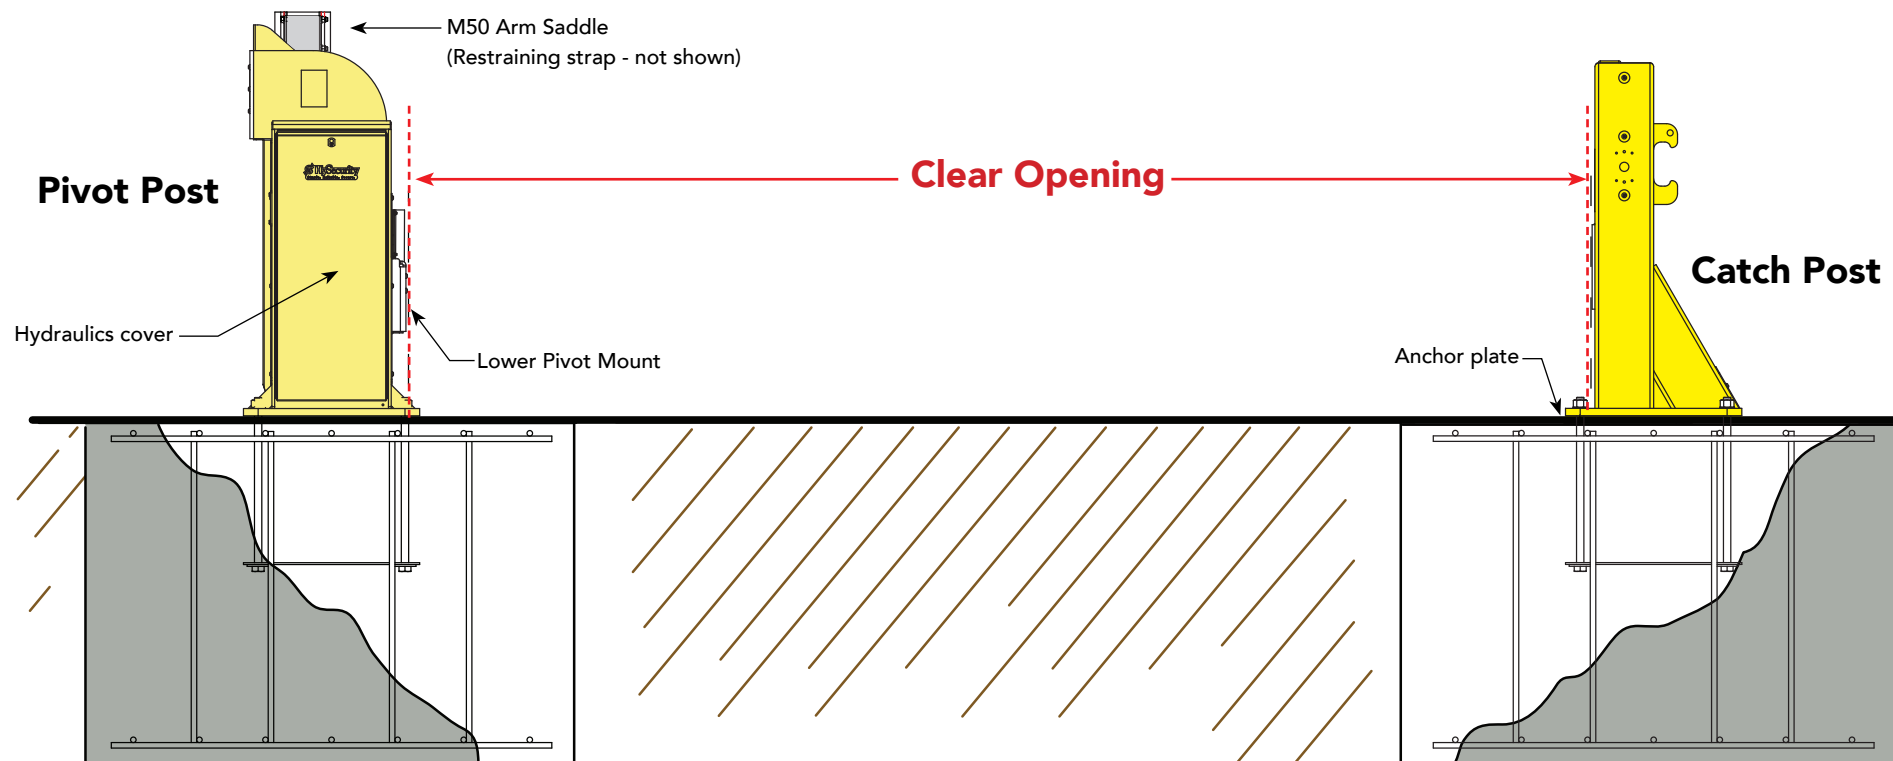 M50 Arm Saddle
(Restraining strap - not shown)
HySecurity
Pivot Post
Clear Opening
Catch Post
Hydraulics cover
Lower Pivot Mount
Anchor plate